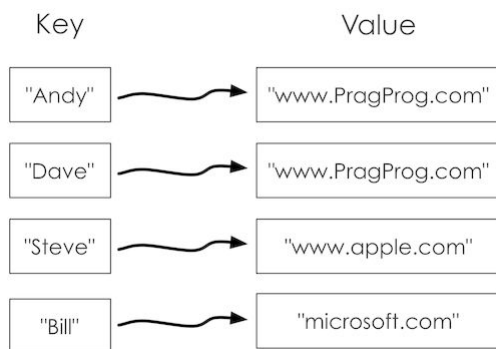 Key Value
"Andy" "www.PragProg.com"
"Dave" "www.PragProg.com"
"Steve" "www.apple.com"
"Bill" "microsoft.com"